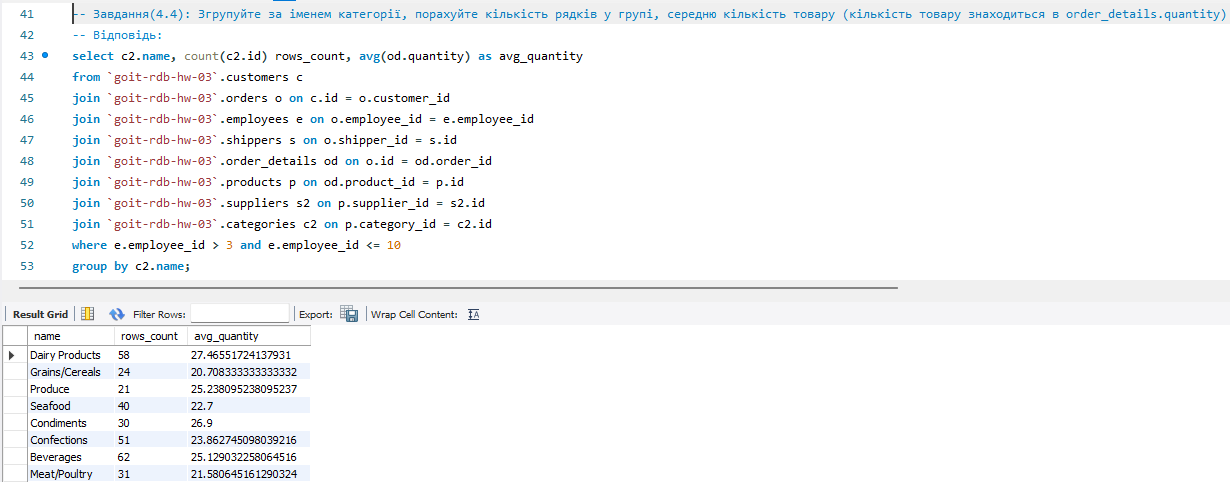 41 -- Завдання(4.4): Згрупуйте за іменем категорії, порахуйте кількість рядків у групі, середню кількість товару (кількість товару знаходиться в order_details.quantity)
42 -- Відповідь:
43 select c2.name, count(c2.id) rows_count, avg(od.quantity) as avg_quantity
44 from `goit-rdb-hw-03`.customers c
45 join `goit-rdb-hw-03`.orders o on c.id = o.customer_id
46 join `goit-rdb-hw-03`.employees e on o.employee_id = e.employee_id
47 join `goit-rdb-hw-03`.shippers s on o.shipper_id = s.id
48 join `goit-rdb-hw-03`.order_details od on o.id = od.order_id
49 join `goit-rdb-hw-03`.products p on od.product_id = p.id
50 join `goit-rdb-hw-03`.suppliers s2 on p.supplier_id = s2.id
51 join `goit-rdb-hw-03`.categories c2 on p.category_id = c2.id
52 where e.employee_id > 3 and e.employee_id <= 10
53 group by c2.name;
Result Grid Filter Rows: Export: Wrap Cell Content:
name rows_count avg_quantity
Dairy Products 58 27.46551724137931
Grains/Cereals 24 20.708333333333332
Produce 21 25.238095238095237
Seafood 40 22.7
Condiments 30 26.9
Confections 51 23.862745098039216
Beverages 62 25.129032258064516
Meat/Poultry 31 21.580645161290324